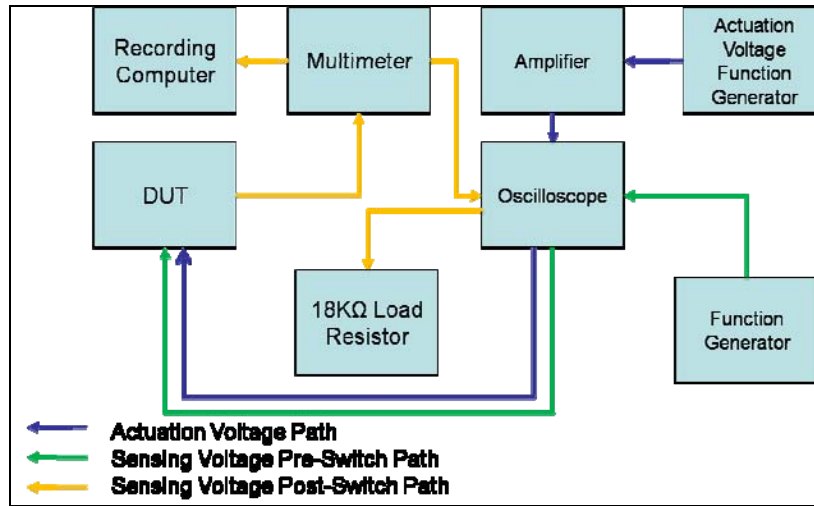 Recording
Computer
Multimeter
Amplifier
Actuation
Voltage
Function
Generator
DUT
Oscilloscope
18KΩ Load
Resistor
Function
Generator
Actuation Voltage Path
Sensing Voltage Pre-Switch Path
Sensing Voltage Post-Switch Path